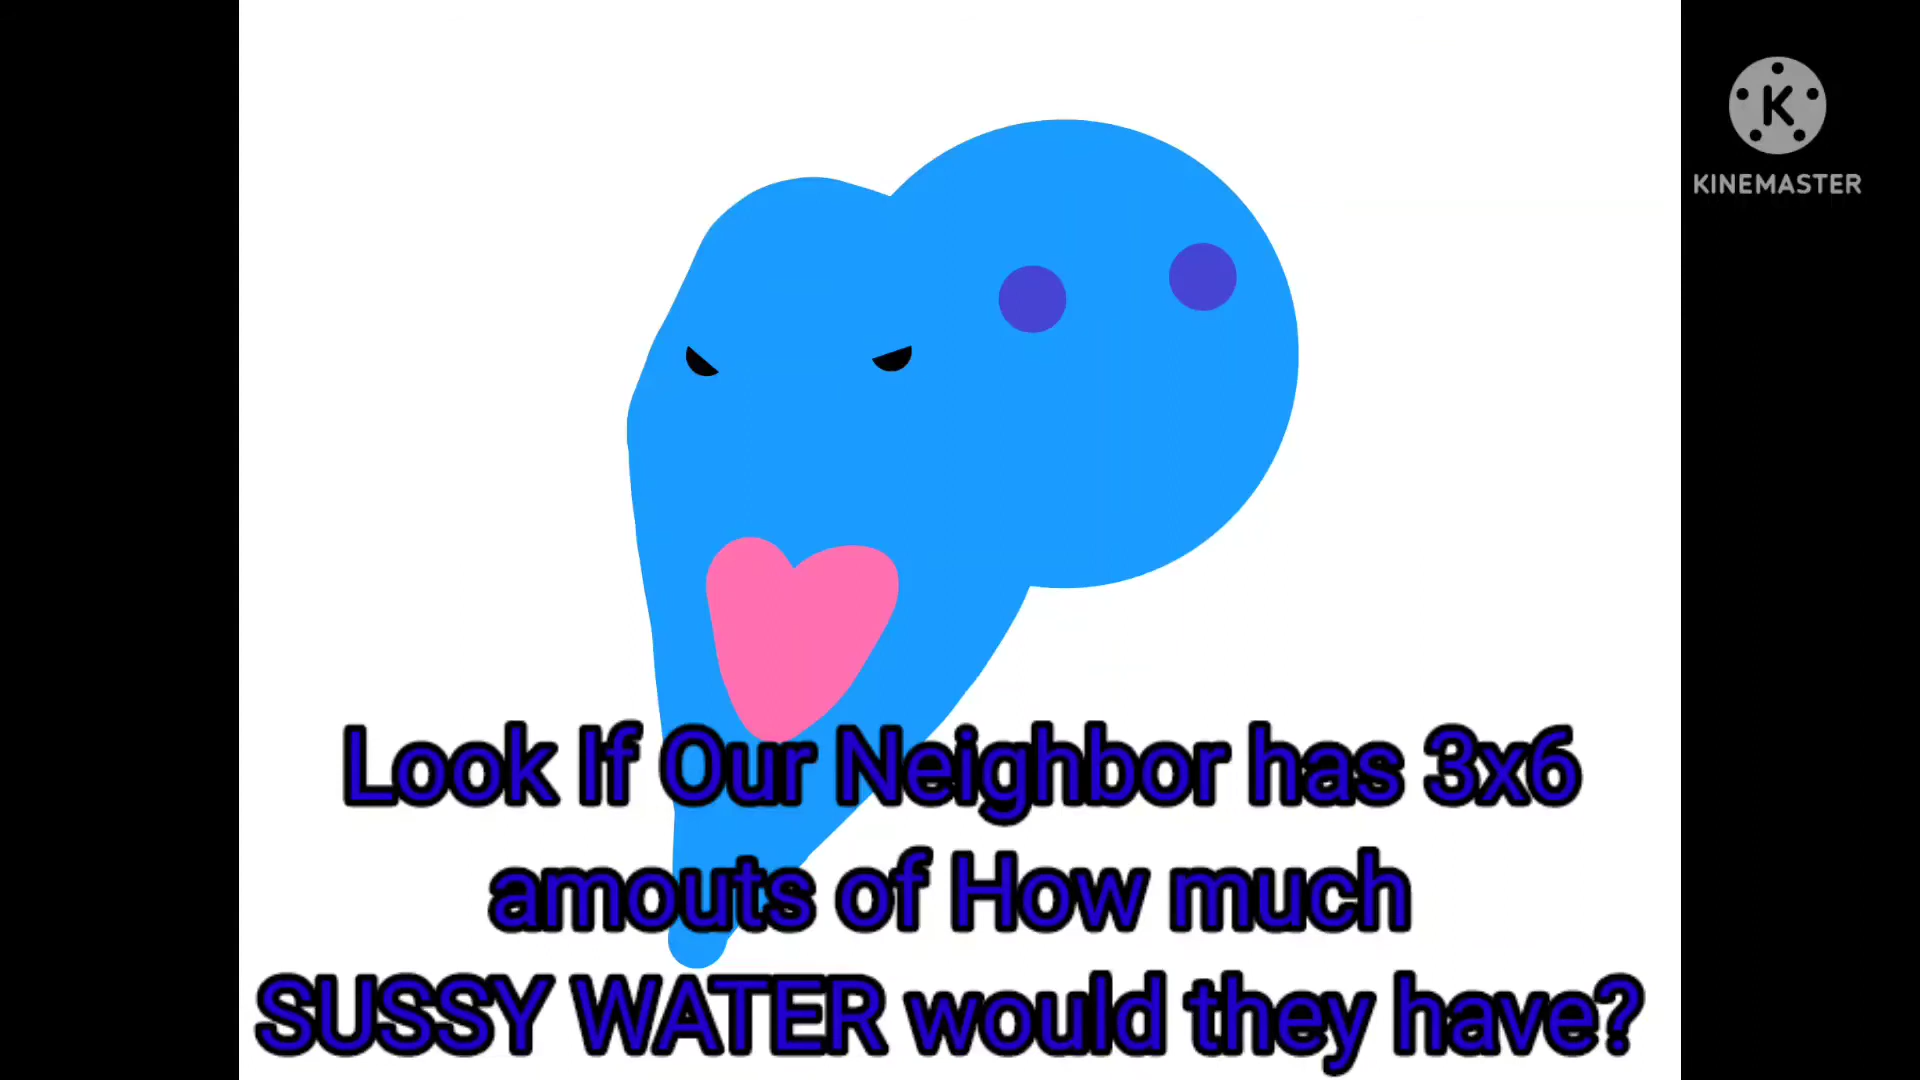 K
KINEMASTER
Look If Our Neighbor has 3x6
amouts of How much
SUSSY WATER would they have?